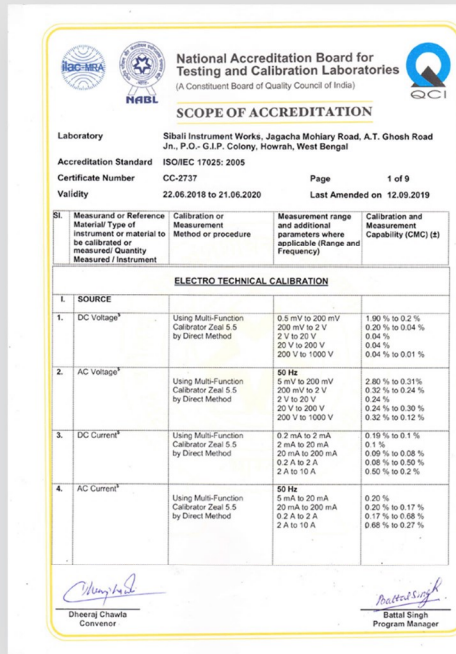 ilac-MRA
NABL
National Accreditation Board for
Testing and Calibration Laboratories
(A Constituent Board of Quality Council of India)
QCI
SCOPE OF ACCREDITATION
Laboratory Sibali Instrument Works, Jagacha Mohiary Road, A.T. Ghosh Road
Jn., P.O.- G.I.P. Colony, Howrah, West Bengal
Accreditation Standard ISO/IEC 17025: 2005
Certificate Number CC-2737 Page 1 of 9
Validity 22.06.2018 to 21.06.2020 Last Amended on 12.09.2019
Sl. Measurand or Reference Material/ Type of instrument or material to be calibrated or measured/ Quantity Measured / Instrument
Calibration or Measurement Method or procedure
Measurement range and additional parameters where applicable (Range and Frequency)
Calibration and Measurement Capability (CMC) (±)
ELECTRO TECHNICAL CALIBRATION
I. SOURCE
1. DC Voltage$ Using Multi-Function 0.5 mV to 200 mV 1.90 % to 0.2 %
Calibrator Zeal 5.5 200 mV to 2 V 0.20 % to 0.04 %
by Direct Method 2 V to 20 V 0.04 %
20 V to 200 V 0.04 %
200 V to 1000 V 0.04 % to 0.01 %
2. AC Voltage$ 50 Hz
Using Multi-Function 5 mV to 200 mV 2.80 % to 0.31%
Calibrator Zeal 5.5 200 mV to 2 V 0.32 % to 0.24 %
by Direct Method 2 V to 20 V 0.24 %
20 V to 200 V 0.24 % to 0.30 %
200 V to 1000 V 0.32 % to 0.12 %
3. DC Current$ Using Multi-Function 0.2 mA to 2 mA 0.19 % to 0.1 %
Calibrator Zeal 5.5 2 mA to 20 mA 0.1 %
by Direct Method 20 mA to 200 mA 0.09 % to 0.08 %
0.2 A to 2 A 0.08 % to 0.50 %
2 A to 10 A 0.50 % to 0.2 %
4. AC Current$ 50 Hz
Using Multi-Function 5 mA to 20 mA 0.20 %
Calibrator Zeal 5.5 20 mA to 200 mA 0.20 % to 0.17 %
by Direct Method 0.2 A to 2 A 0.17 % to 0.68 %
2 A to 10 A 0.68 % to 0.27 %
Battal Singh
Dheeraj Chawla Battal Singh
Convenor Program Manager